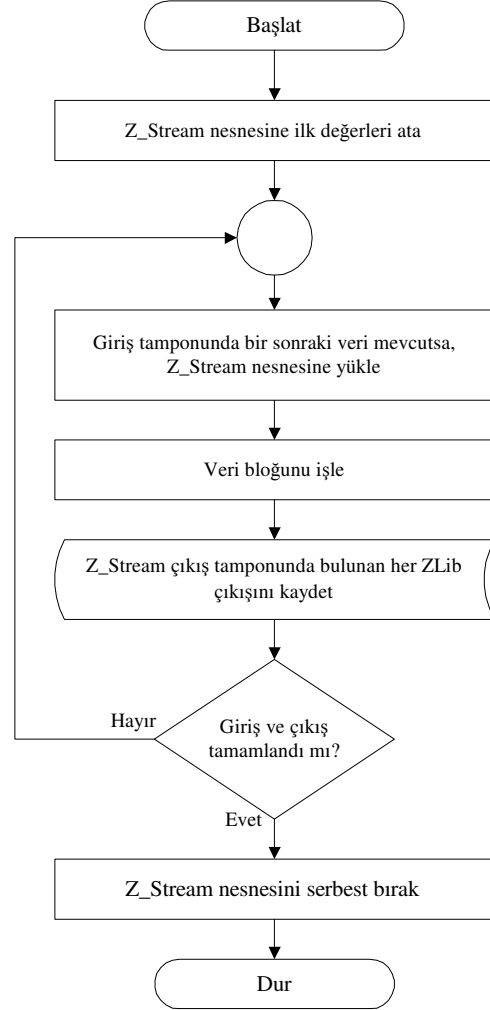 Başlat
Z_Stream nesnesine ilk değerleri ata
Giriş tamponunda bir sonraki veri mevcutsa,
Z_Stream nesnesine yükle
Veri bloğunu işle
Z_Stream çıkış tamponunda bulunan her ZLib
çıkışını kaydet
Hayır
Giriş ve çıkış
tamamlandı mı?
Evet
Z_Stream nesnesini serbest bırak
Dur